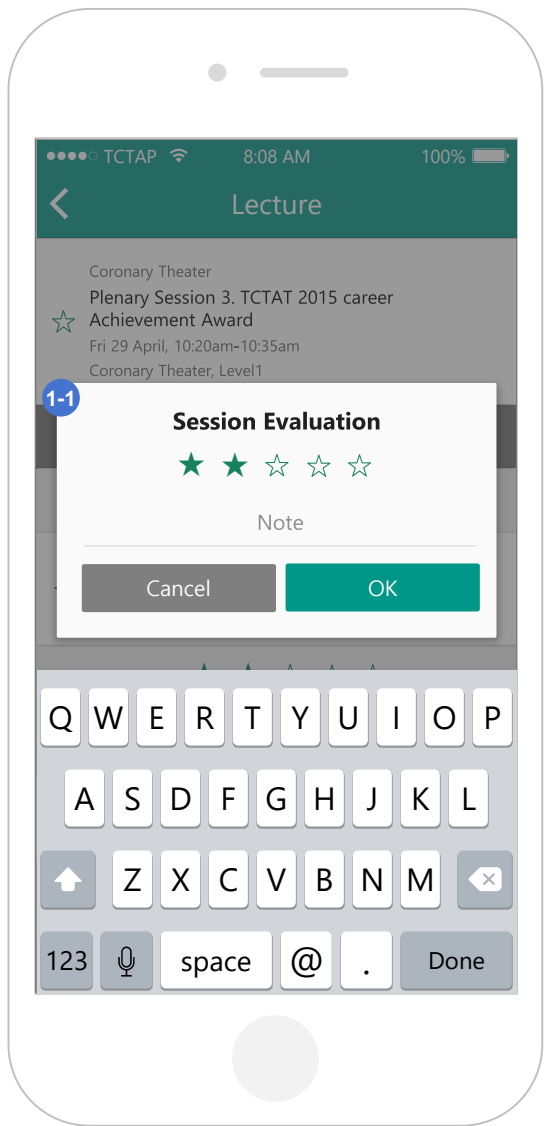 TCTAP 8:08 AM 100%
Lecture
Coronary Theater
Plenary Session 3. TCTAT 2015 career
Achievement Award
Fri 29 April, 10:20am-10:35am
Coronary Theater, Level1
1-1
Session Evaluation
Note
Cancel OK
Q W E R T Y U I O P
A S D F G H J K L
Z X C V B N M
123 space @ . Done